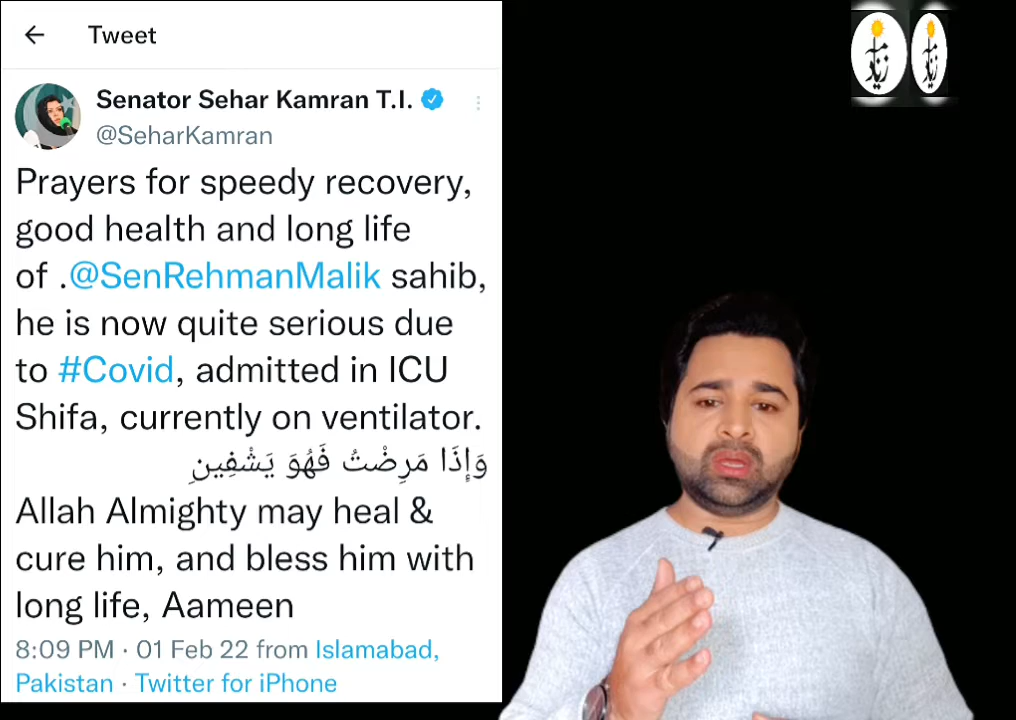 Tweet
Senator Sehar Kamran T.I.
@SeharKamran
Prayers for speedy recovery,
good health and long life
of .@SenRehmanMalik sahib,
he is now quite serious due
to #Covid, admitted in ICU
Shifa, currently on ventilator.
وَإِذَا مَرِضْتُ فَهُوَ يَشْفِينِ
Allah Almighty may heal &
cure him, and bless him with
long life, Aameen
8:09 PM · 01 Feb 22 from Islamabad,
Pakistan · Twitter for iPhone